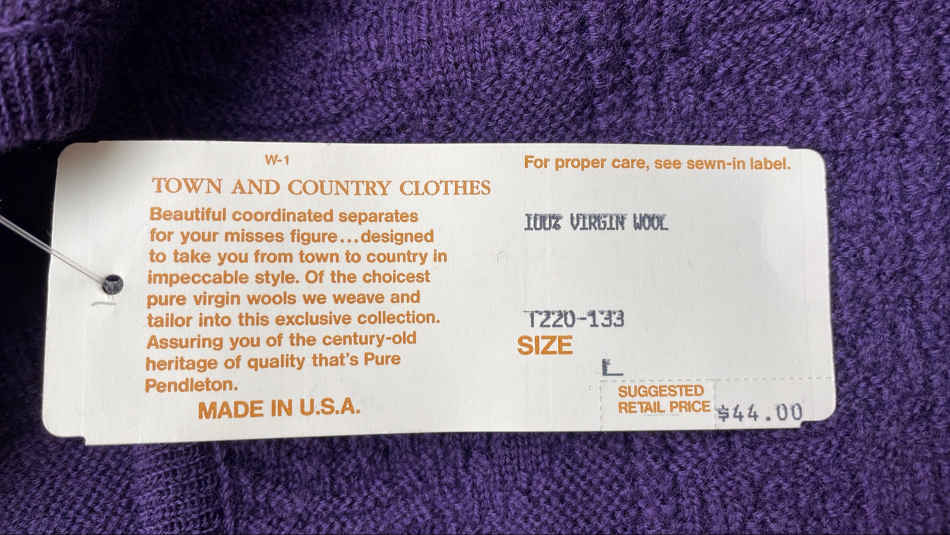 W-1
TOWN AND COUNTRY CLOTHES
Beautiful coordinated separates
for your misses figure...designed
to take you from town to country in
impeccable style. Of the choicest
pure virgin wools we weave and
tailor into this exclusive collection.
Assuring you of the century-old
heritage of quality that's Pure
Pendleton.
MADE IN U.S.A.
For proper care, see sewn-in label.
100% VIRGIN WOOL
T220-133
SIZE
L
SUGGESTED
RETAIL PRICE $44.00